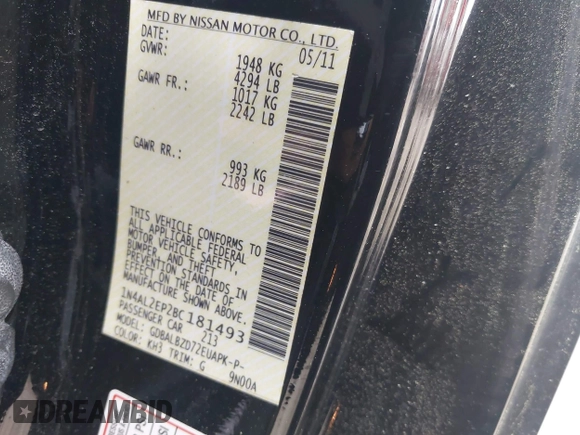 MFD BY NISSAN MOTOR CO., LTD.
DATE: 05/11
GVWR: 1948 KG
4294 LB
GAWR FR.: 1017 KG
2242 LB
GAWR RR.: 993 KG
2189 LB
THIS VEHICLE CONFORMS TO
ALL APPLICABLE FEDERAL
MOTOR VEHICLE SAFETY,
BUMPER, AND THEFT
PREVENTION STANDARDS IN
EFFECT ON THE DATE OF
MANUFACTURE SHOWN ABOVE.
1N4AL2EP2BC181493
PASSENGER CAR 213
MODEL: GDBALBZD72EUAPK-P-
COLOR: KH3 TRIM: G 9N00A
DREAMBID